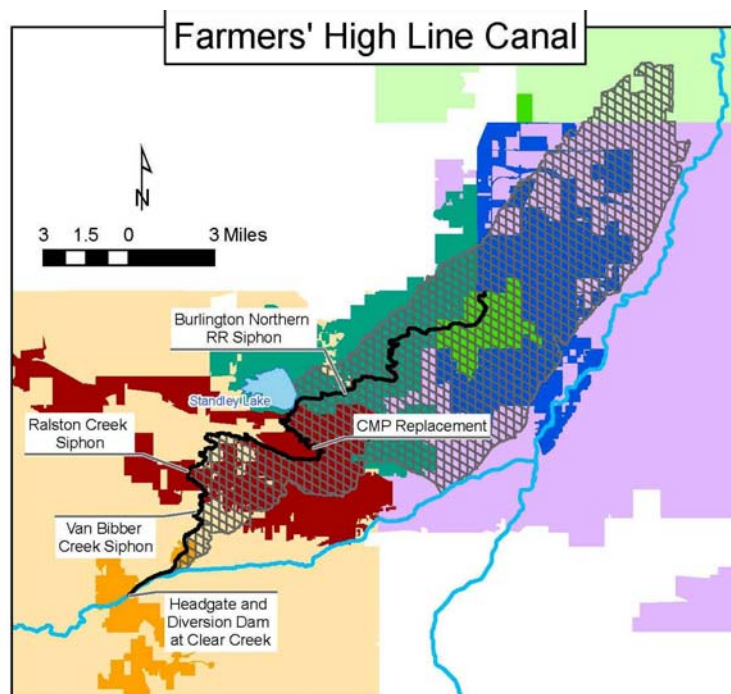 Farmers' High Line Canal
N
3 1.5 0 3 Miles
Burlington Northern
RR Siphon
Standley Lake
Ralston Creek
Siphon
CMP Replacement
Van Bibber
Creek Siphon
Headgate and
Diversion Dam
at Clear Creek